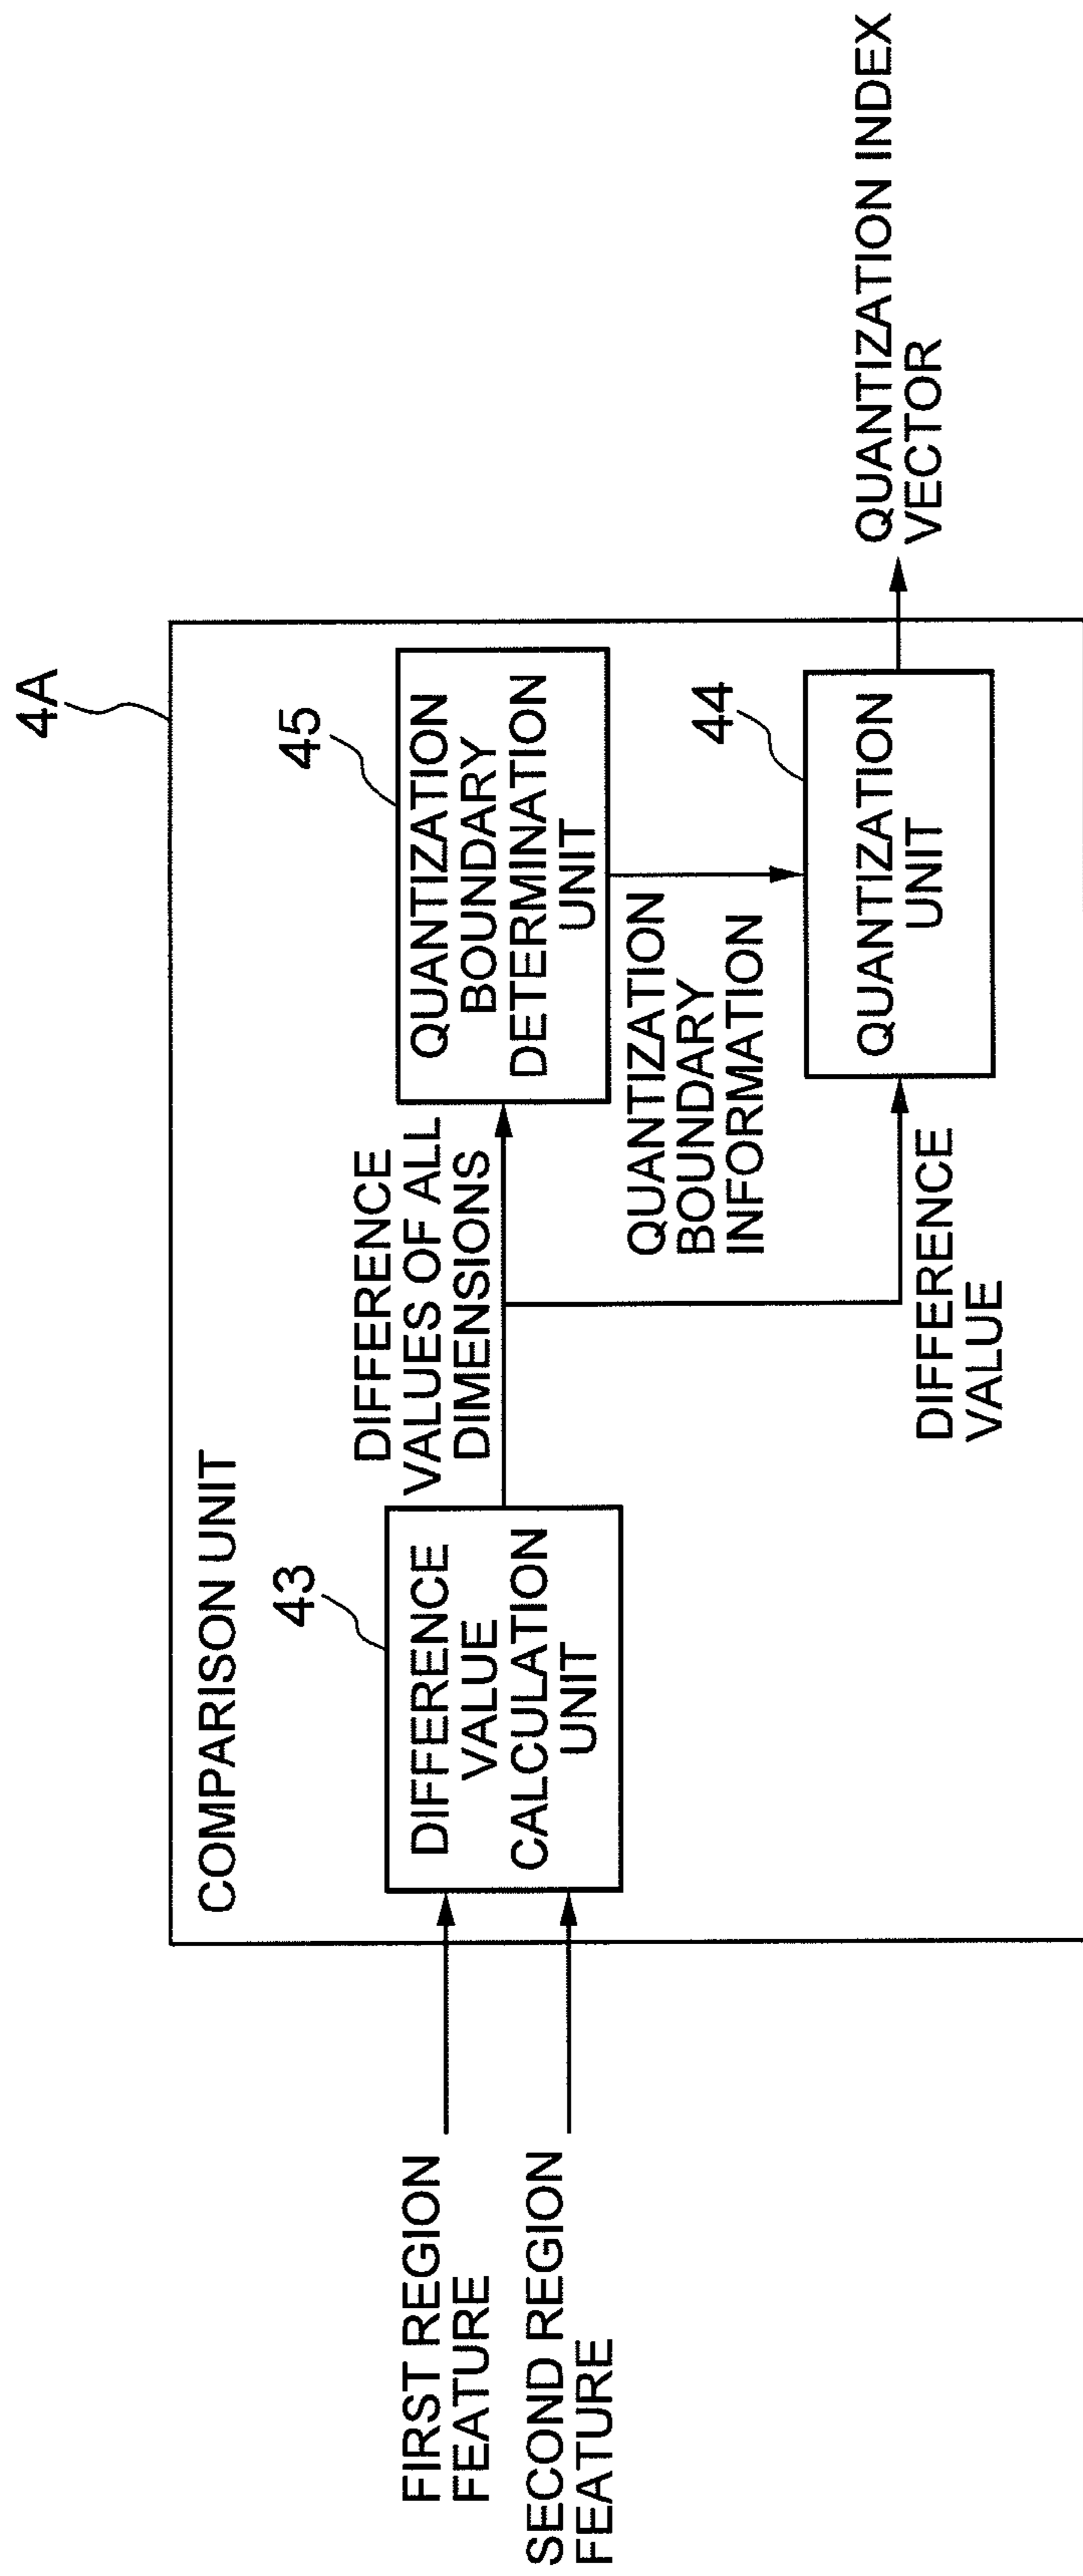 4A
COMPARISON UNIT
FIRST REGION
FEATURE
SECOND REGION
FEATURE
43
DIFFERENCE
VALUE
CALCULATION
UNIT
DIFFERENCE
VALUES OF ALL
DIMENSIONS
45
QUANTIZATION
BOUNDARY
DETERMINATION
UNIT
QUANTIZATION
BOUNDARY
INFORMATION
DIFFERENCE
VALUE
44
QUANTIZATION
UNIT
QUANTIZATION INDEX
VECTOR